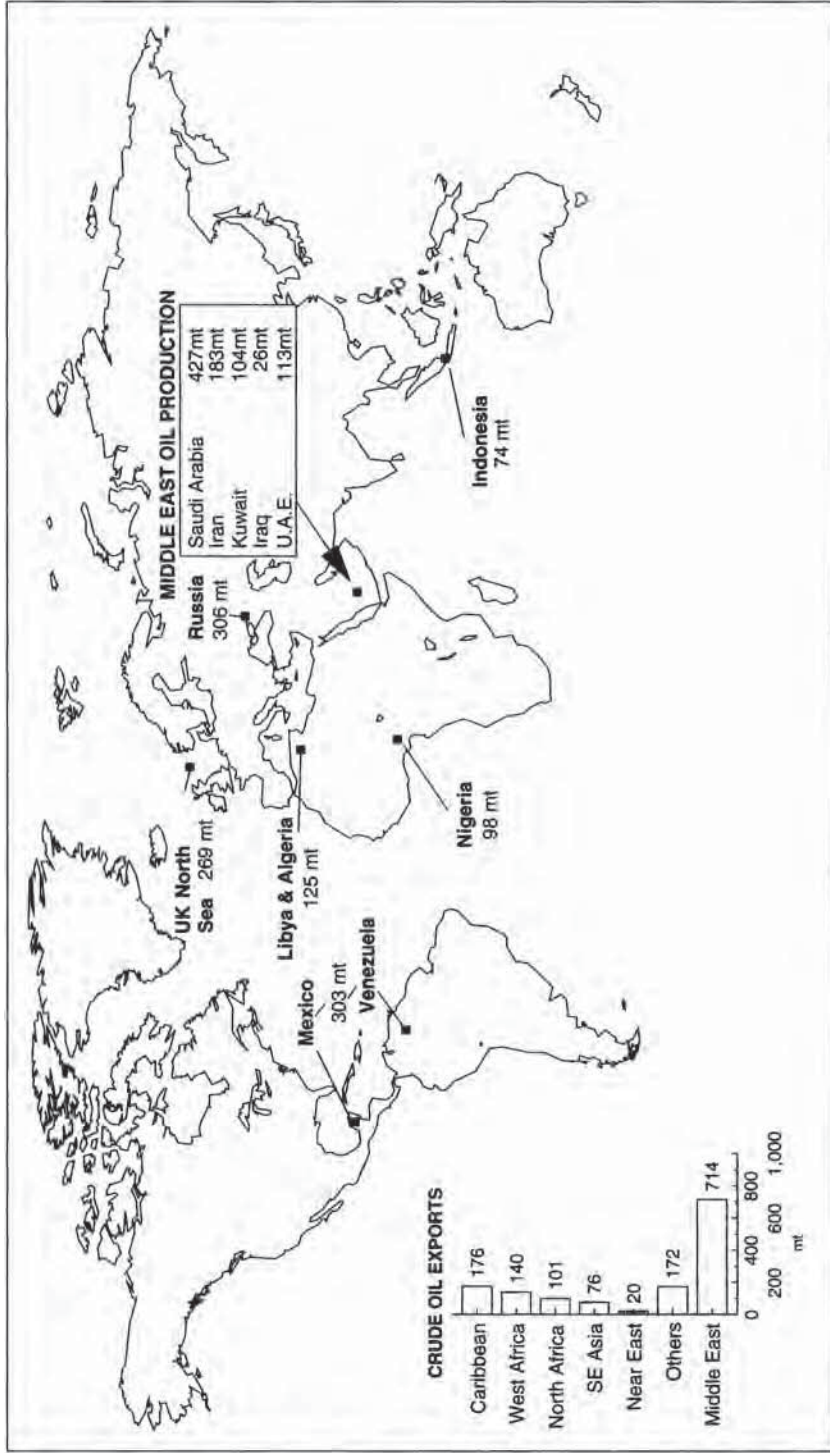 MIDDLE EAST OIL PRODUCTION
Saudi Arabia 427mt
Iran 183mt
Kuwait 104mt
Iraq 26mt
U.A.E. 113mt
Russia
306 mt
UK North
Sea 269 mt
Libya & Algeria
125 mt
Mexico
303 mt
Venezuela
Nigeria
98 mt
Indonesia
74 mt
CRUDE OIL EXPORTS
Caribbean 176
West Africa 140
North Africa 101
SE Asia 76
Near East 20
Others 172
Middle East 714
200 400 600 800 1,000
mt